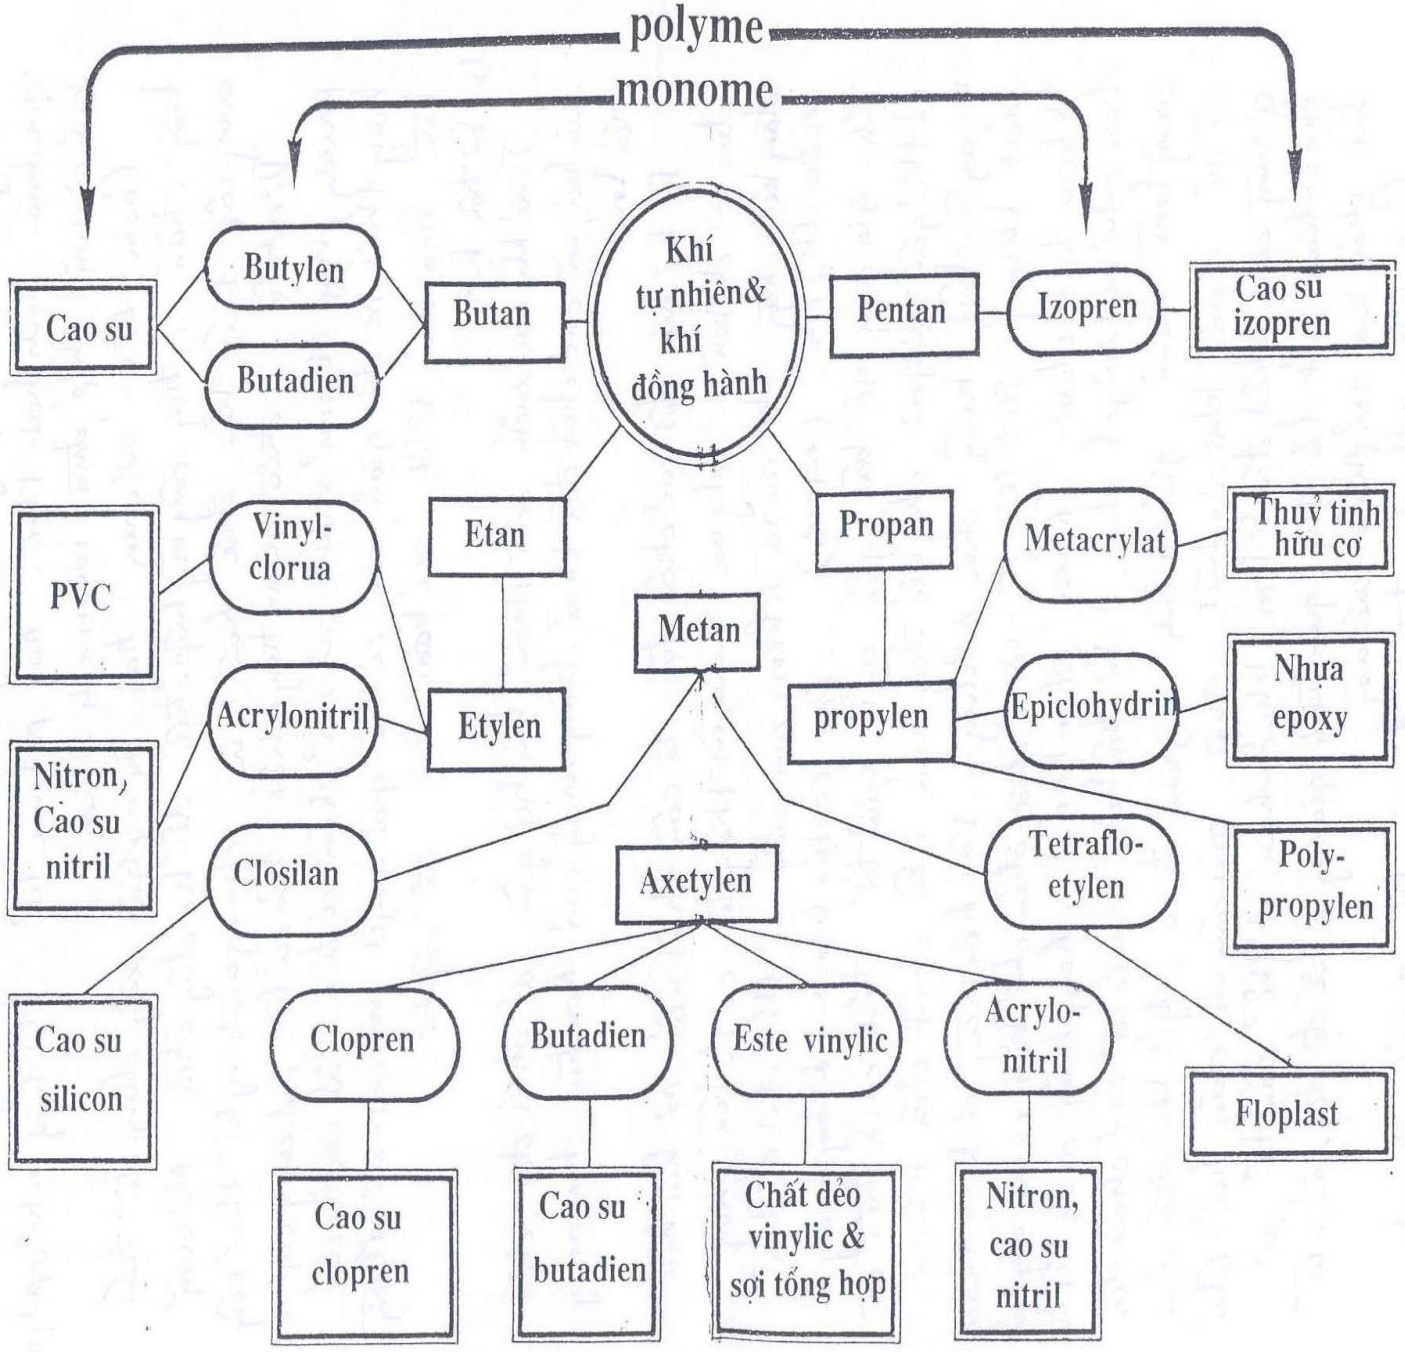 polyme
monome
Khí
tự nhiên&
khí
đồng hành
Butylen
Butadien
Butan
Cao su
Pentan
Izopren
Cao su
izopren
Etan
Propan
Vinyl-
clorua
PVC
Metacrylat
Thuỷ tinh
hữu cơ
Metan
Acrylonitril
Etylen
propylen
Epiclohydrin
Nhựa
epoxy
Nitron,
Cao su
nitril
Closilan
Axetylen
Tetraflo-
etylen
Poly-
propylen
Cao su
silicon
Clopren
Butadien
Este vinylic
Acrylo-
nitril
Floplast
Cao su
clopren
Cao su
butadien
Chất dẻo
vinylic &
sợi tổng hợp
Nitron,
cao su
nitril